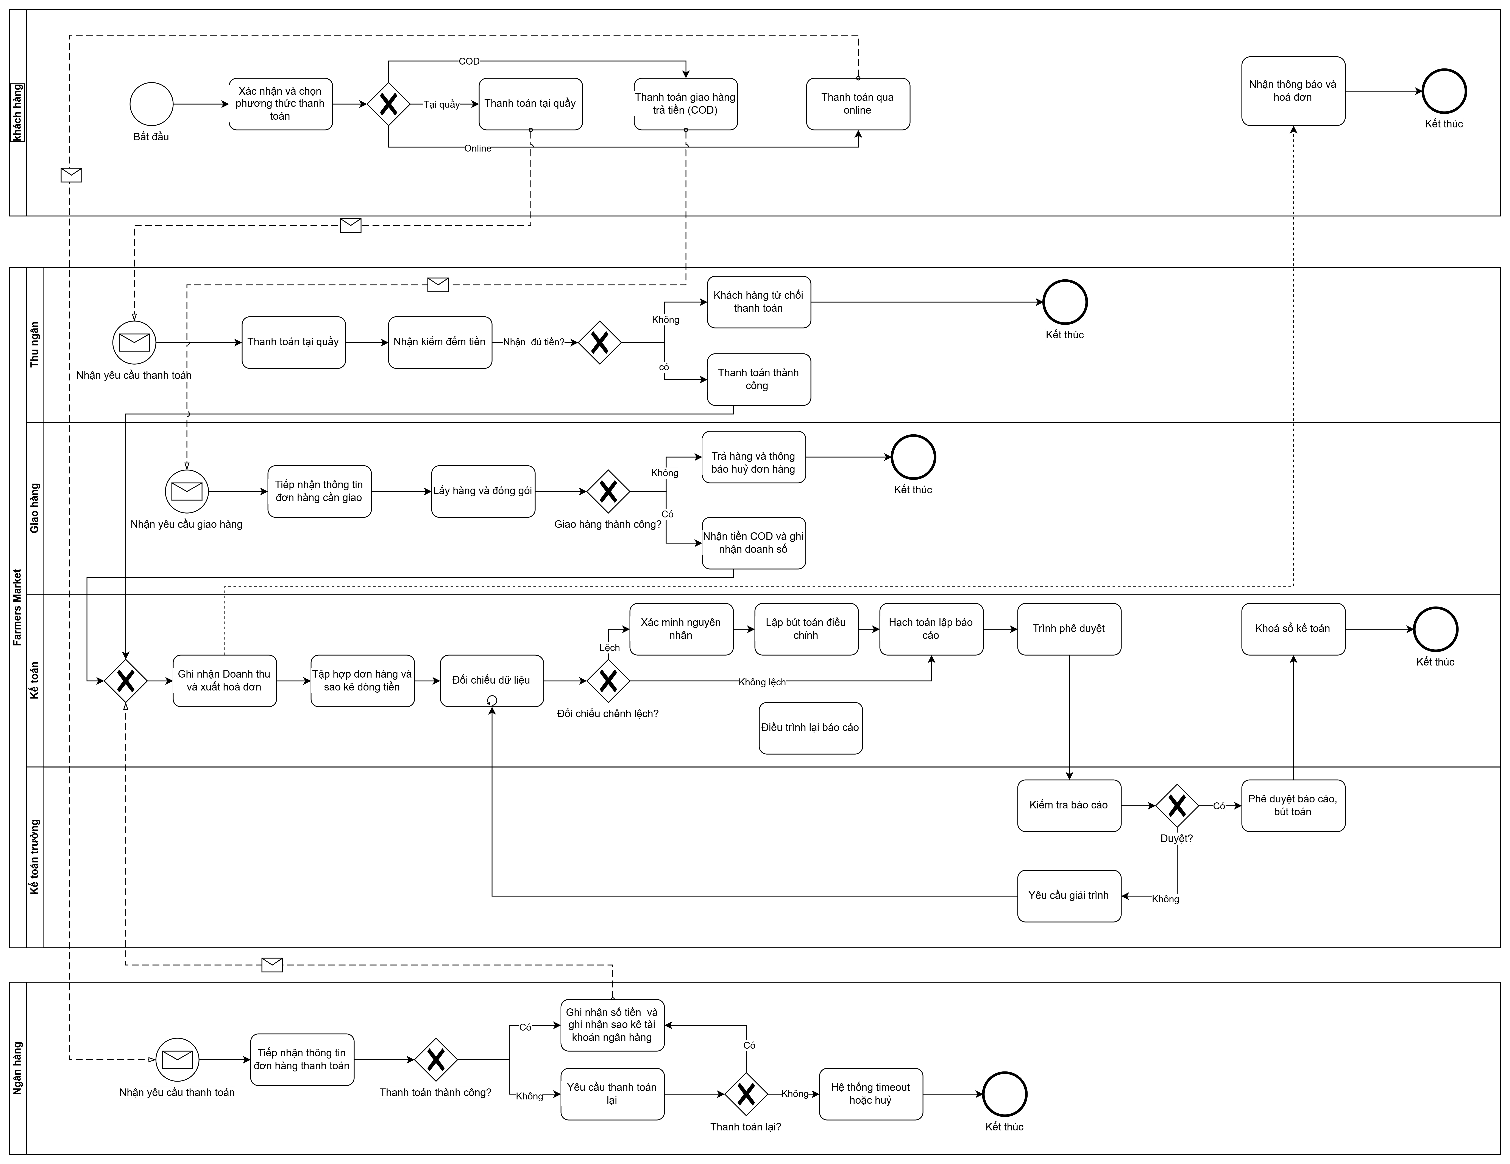 khách hàng
Bắt đầu
Xác nhận và chọn
phương thức thanh
toán
COD
Tại quầy
Online
Thanh toán tại quầy
Thanh toán giao hàng
trả tiền (COD)
Thanh toán qua
online
Nhận thông báo và
hoá đơn
Kết thúc
Farmers Market
Thu ngân
Nhận yêu cầu thanh toán
Thanh toán tại quầy
Nhận kiểm đếm tiền
Nhận đủ tiền?
Không
có
Khách hàng từ chối
thanh toán
Thanh toán thành
công
Kết thúc
Giao hàng
Nhận yêu cầu giao hàng
Tiếp nhận thông tin
đơn hàng cần giao
Lấy hàng và đóng gói
Giao hàng thành công?
Không
Có
Trả hàng và thông
báo huỷ đơn hàng
Nhận tiền COD và ghi
nhận doanh số
Kết thúc
Kế toán
Ghi nhận Doanh thu
và xuất hoá đơn
Tập hợp đơn hàng và
sao kê dòng tiền
Đối chiếu dữ liệu
Đối chiếu chênh lệch?
Lệch
Không lệch
Xác minh nguyên
nhân
Lập bút toán điều
chỉnh
Hạch toán lập báo
cáo
Trình phê duyệt
Điều trình lại báo cáo
Khoá sổ kế toán
Kết thúc
Kế toán trưởng
Kiểm tra báo cáo
Duyệt?
Có
Không
Phê duyệt báo cáo,
bút toán
Yêu cầu giải trình
Ngân hàng
Nhận yêu cầu thanh toán
Tiếp nhận thông tin
đơn hàng thanh toán
Thanh toán thành công?
Có
Không
Ghi nhận số tiền và
ghi nhận sao kê tài
khoản ngân hàng
Yêu cầu thanh toán
lại
Có
Không
Thanh toán lại?
Hệ thống timeout
hoặc huỷ
Kết thúc